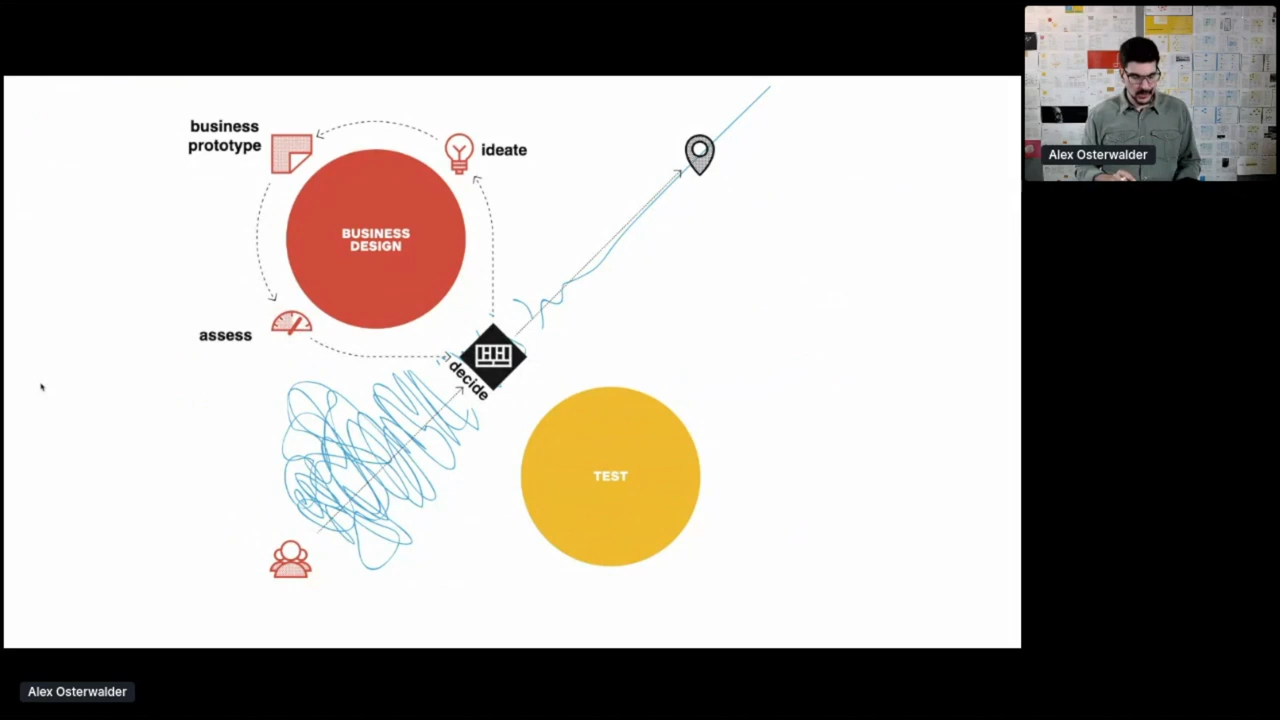 business
prototype
ideate
BUSINESS
DESIGN
assess
decide
TEST
Alex Osterwalder
Alex Osterwalder